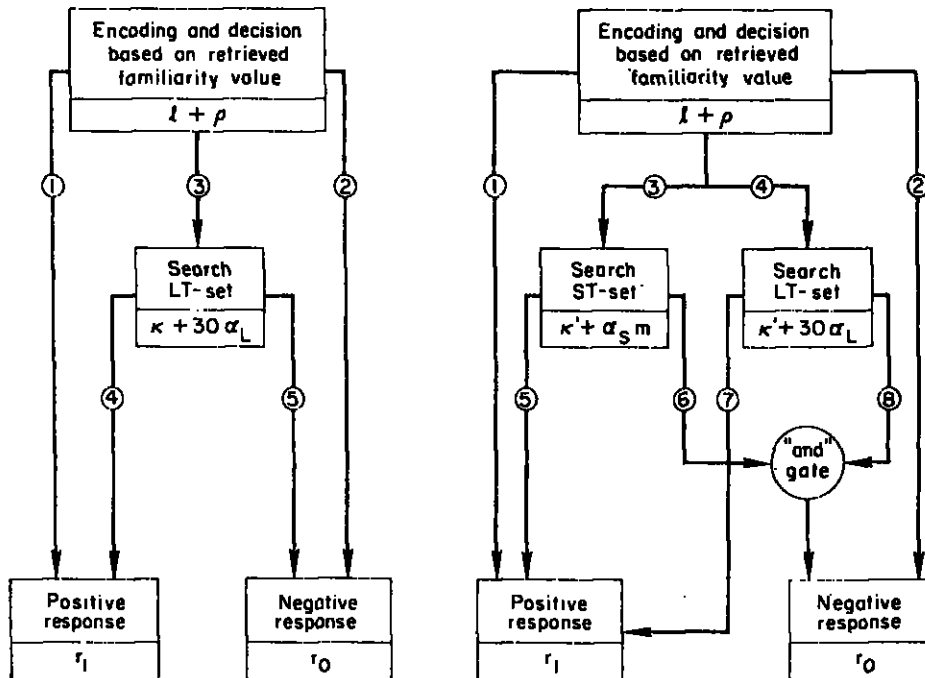 Encoding and decision
based on retrieved
familiarity value
ℓ + ρ
①
③
②
Search
LT-set
κ + 30 α_L
④
⑤
Positive
response
r_1
Negative
response
r_0
Encoding and decision
based on retrieved
familiarity value
ℓ + ρ
①
③
④
②
Search
ST-set
κ' + α_S m
Search
LT-set
κ' + 30 α_L
⑤
⑥
⑦
⑧
"and"
gate
Positive
response
r_1
Negative
response
r_0